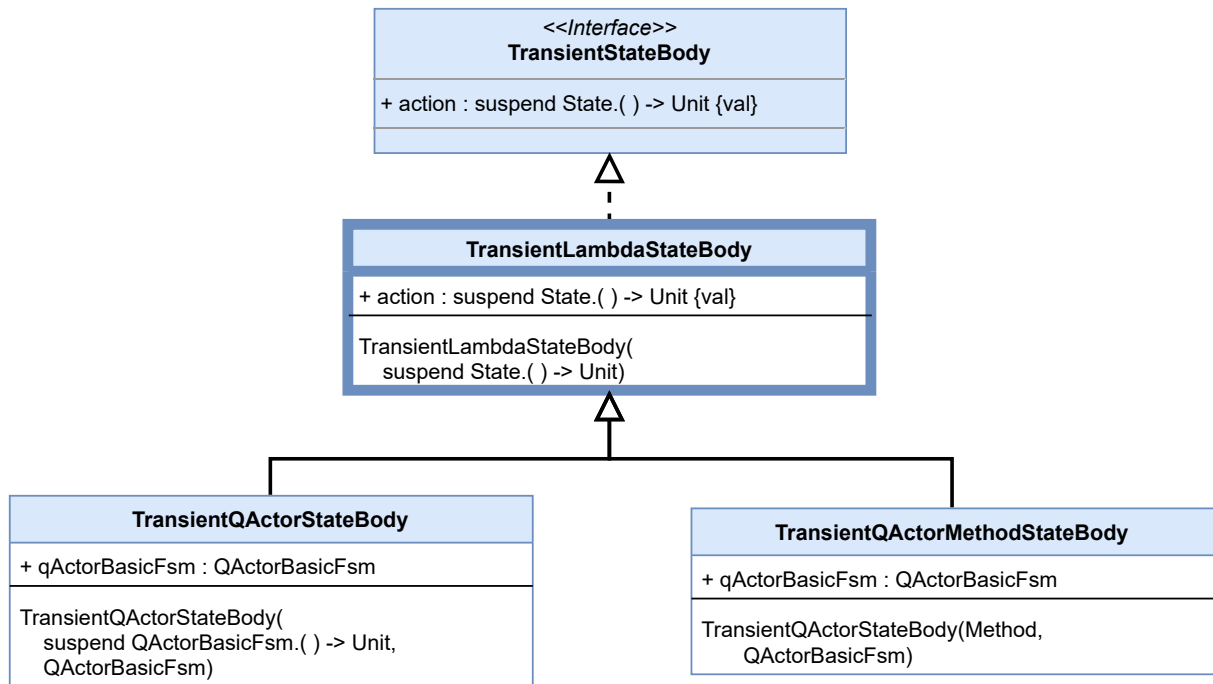 <<Interface>>
TransientStateBody
+ action : suspend State.( ) -> Unit {val}
TransientLambdaStateBody
+ action : suspend State.( ) -> Unit {val}
TransientLambdaStateBody(
suspend State.( ) -> Unit)
TransientQActorStateBody
+ qActorBasicFsm : QActorBasicFsm
TransientQActorStateBody(
suspend QActorBasicFsm.( ) -> Unit,
QActorBasicFsm)
TransientQActorMethodStateBody
+ qActorBasicFsm : QActorBasicFsm
TransientQActorStateBody(Method,
QActorBasicFsm)